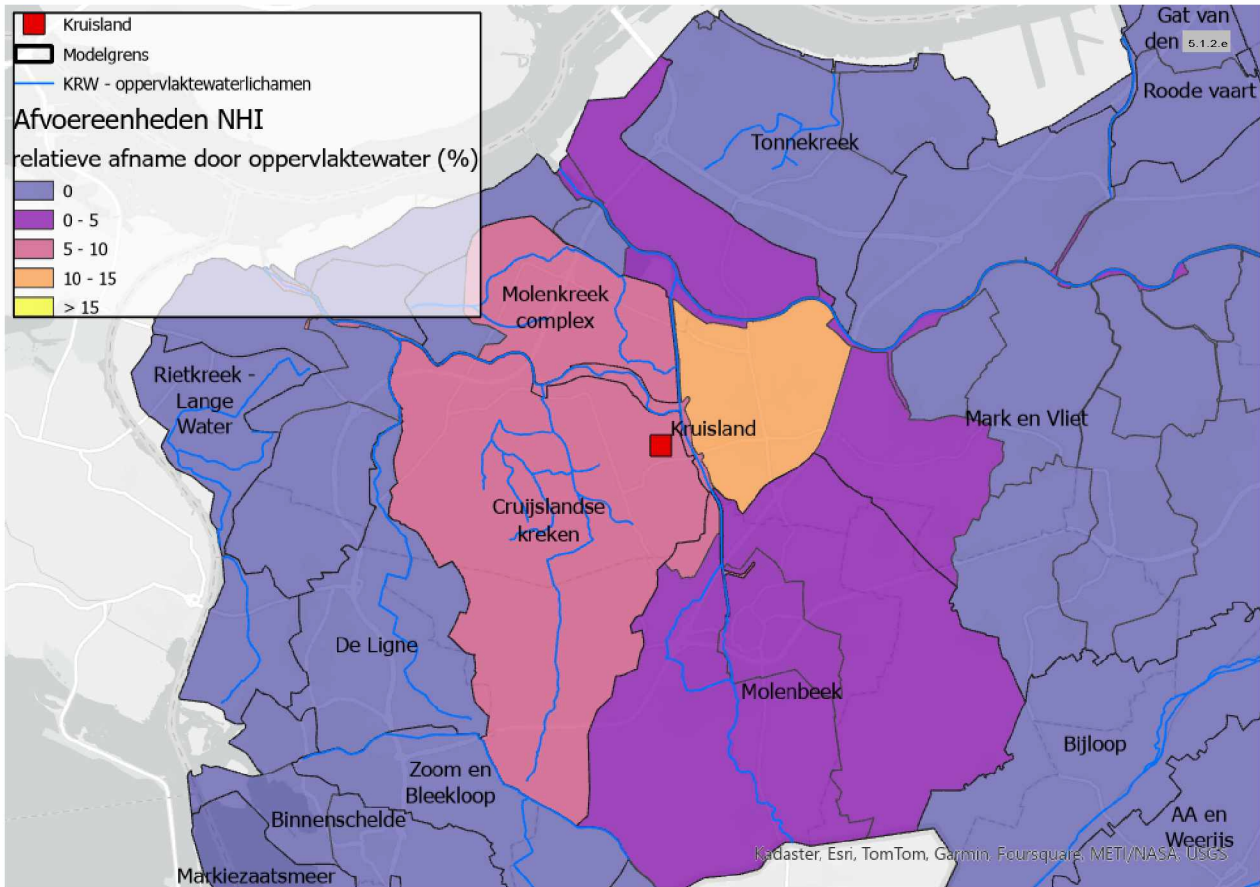 Kruisland
Modelgrens
KRW - oppervlaktewaterlichamen
Afvoereenheden NHI
relatieve afname door oppervlaktewater (%)
0
0 - 5
5 - 10
10 - 15
> 15
Gat van
den 5.1.2.e
Roode vaart
Tonnekreek
Molenkreek
complex
Rietkreek -
Lange
Water
Kruisland
Mark en Vliet
Cruijslandse
kreken
De Ligne
Molenbeek
Bijloop
Zoom en
Bleekloop
Binnenschelde
AA en
Weerijs
Markiezaatsmeer
Kadaster, Esri, TomTom, Garmin, Foursquare, METI/NASA, USGS